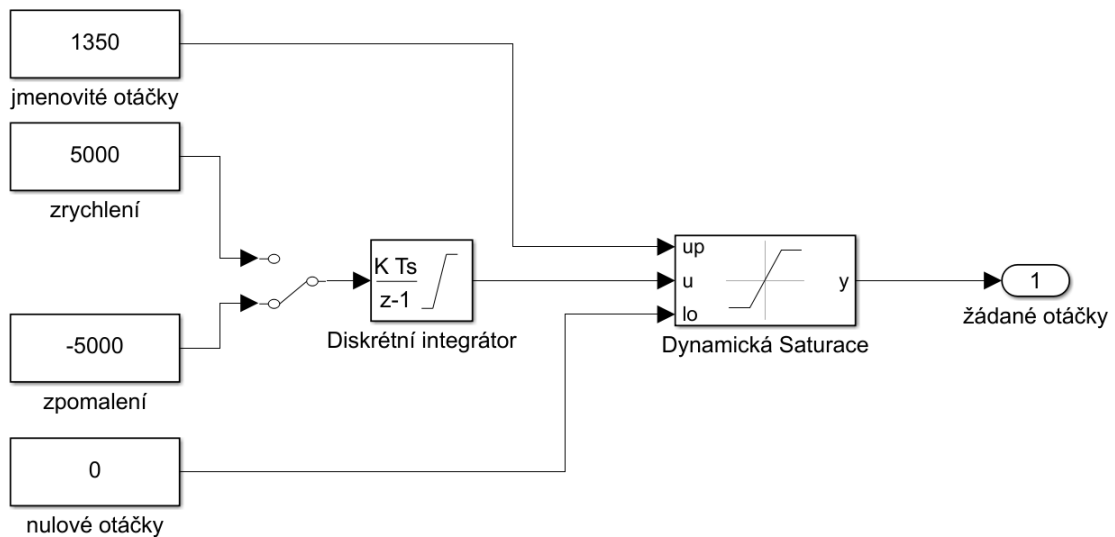 1350
jmenovité otáčky
5000
zrychlení
-5000
zpomalení
0
nulové otáčky
K Ts
z-1
Diskrétní integrátor
up
u
lo
y
Dynamická Saturace
1
žádané otáčky